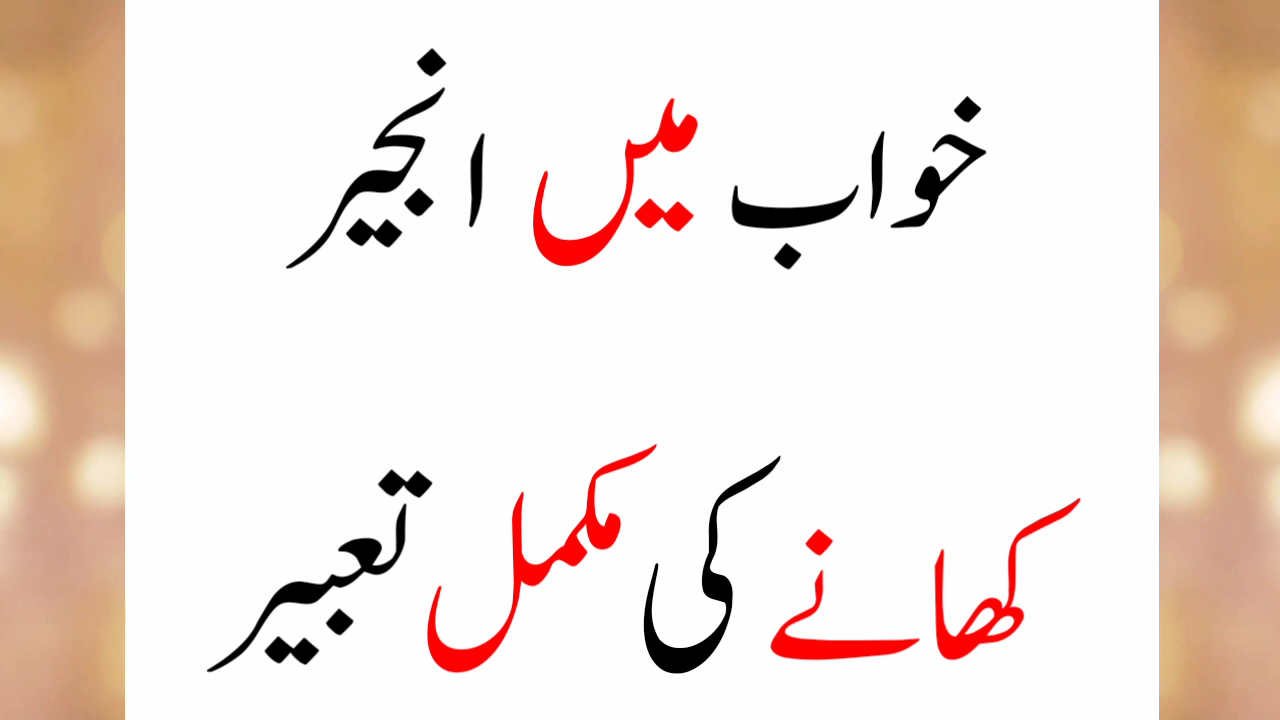 خواب میں انجیر
کھانے کی مکمل تعبیر